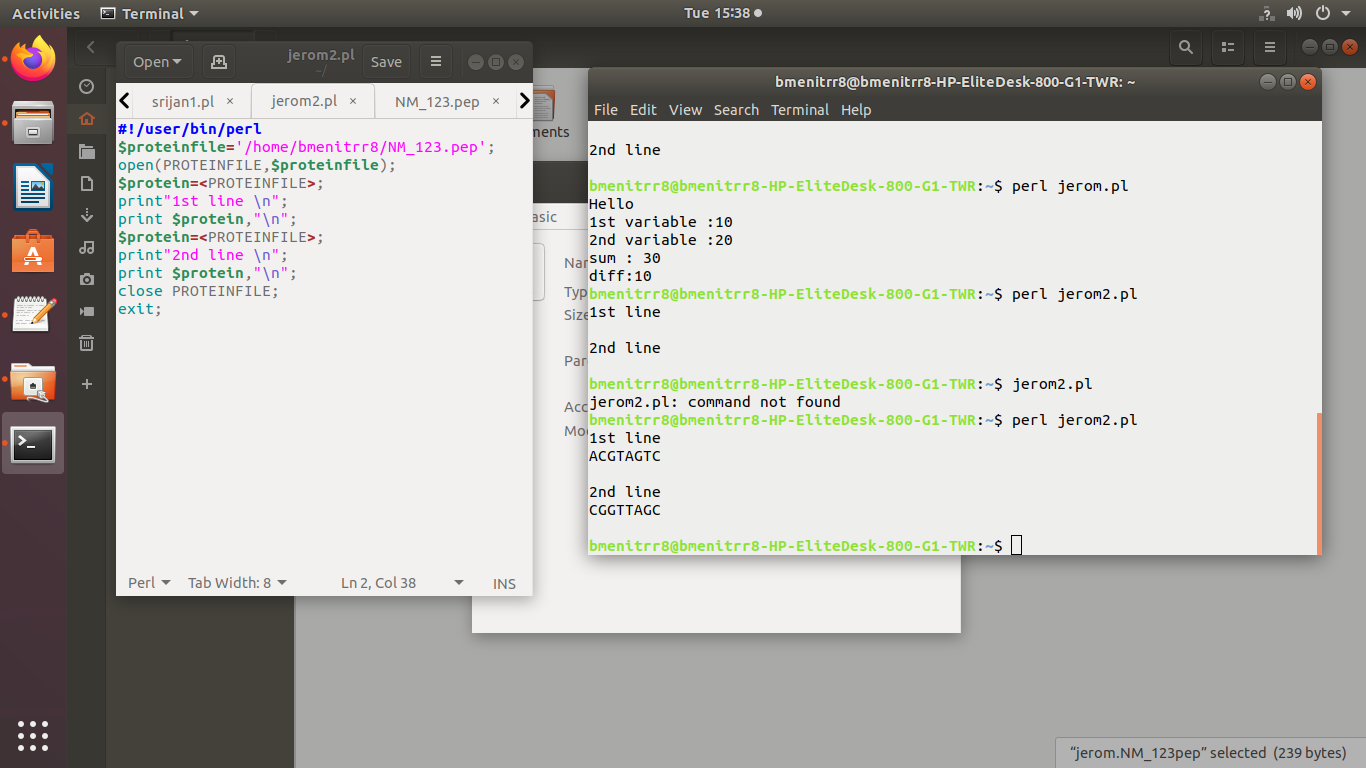 Activities Terminal Tue 15:38
Open jerom2.pl Save
~/
srijan1.pl × jerom2.pl × NM_123.pep ×
#!/user/bin/perl
$proteinfile='/home/bmenitrr8/NM_123.pep';
open(PROTEINFILE,$proteinfile);
$protein=<PROTEINFILE>;
print"1st line \n";
print $protein,"\n";
$protein=<PROTEINFILE>;
print"2nd line \n";
print $protein,"\n";
close PROTEINFILE;
exit;
Perl Tab Width: 8 Ln 2, Col 38 INS
ments
asic
Nar
Typ
Size
Par
Acc
Mo
bmenitrr8@bmenitrr8-HP-EliteDesk-800-G1-TWR: ~
File Edit View Search Terminal Help
2nd line
bmenitrr8@bmenitrr8-HP-EliteDesk-800-G1-TWR:~$ perl jerom.pl
Hello
1st variable :10
2nd variable :20
sum : 30
diff:10
bmenitrr8@bmenitrr8-HP-EliteDesk-800-G1-TWR:~$ perl jerom2.pl
1st line
2nd line
bmenitrr8@bmenitrr8-HP-EliteDesk-800-G1-TWR:~$ jerom2.pl
jerom2.pl: command not found
bmenitrr8@bmenitrr8-HP-EliteDesk-800-G1-TWR:~$ perl jerom2.pl
1st line
ACGTAGTC
2nd line
CGGTTAGC
bmenitrr8@bmenitrr8-HP-EliteDesk-800-G1-TWR:~$
“jerom.NM_123pep” selected (239 bytes)